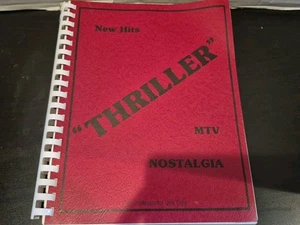 New Hits
"THRILLER"
MTV
NOSTALGIA